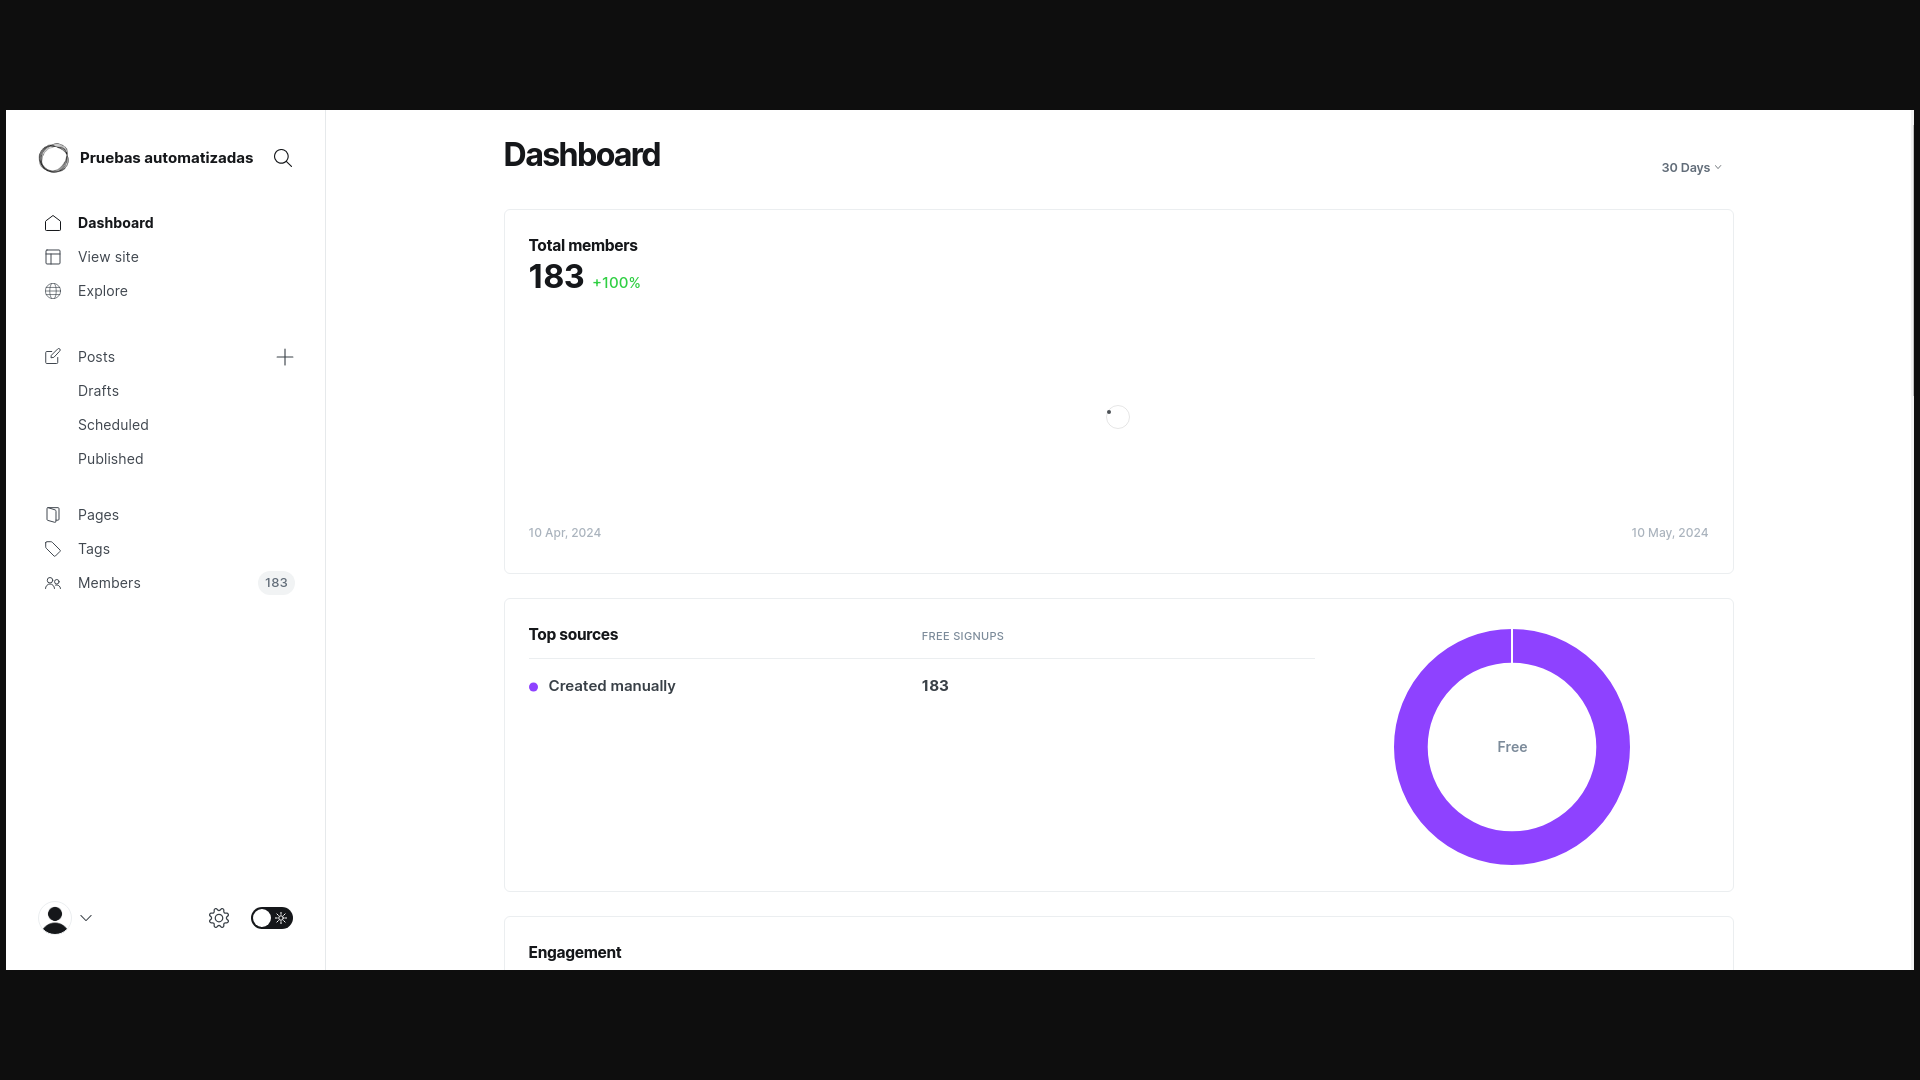 Pruebas automatizadas
Dashboard
View site
Explore
Posts
Drafts
Scheduled
Published
Pages
Tags
Members 183
Dashboard
30 Days
Total members
183 +100%
10 Apr, 2024 10 May, 2024
Top sources FREE SIGNUPS
Created manually 183
Free
Engagement